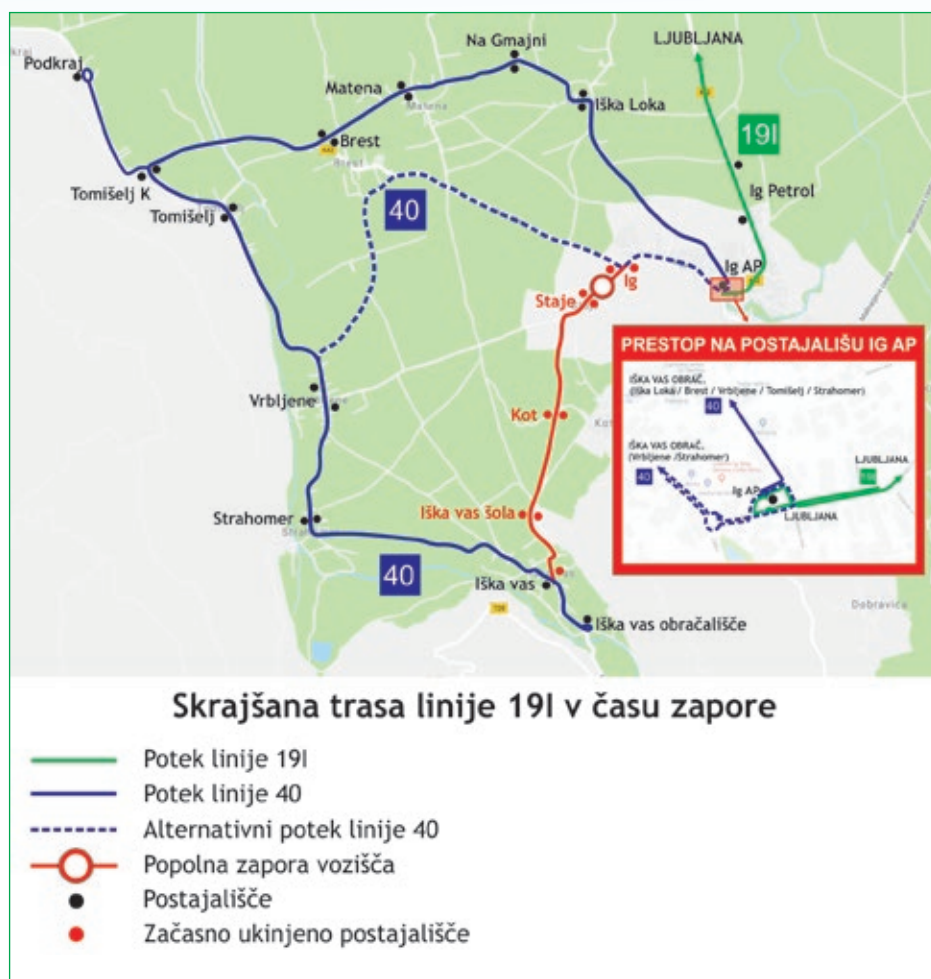 LJUBLJANA
Na Gmajni
Podkraj
Matena
Matena
Iška Loka
19I
Brest
Brest
Ig Petrol
Tomišelj K
40
Tomišelj
Ig AP
Ig
Staje
PRESTOP NA POSTAJALIŠU IG AP
IŠKA VAS OBRAČ,
(Iška Loka / Brest / Vrbljene / Tomišelj / Strahomer)
40
Vrbljene
Kot
IŠKA VAS OBRAČ,
(Vrbljene /Strahomer)
LJUBLJANA
40
Ig AP
LJUBLJANA
Iška vas šola
Strahomer
40
Iška vas
Dobravica
Iška vas obračališče
Skrajšana trasa linije 19I v času zapore
Potek linije 19I
Potek linije 40
Alternativni potek linije 40
Popolna zapora vozišča
Postajališče
Začasno ukinjeno postajališče